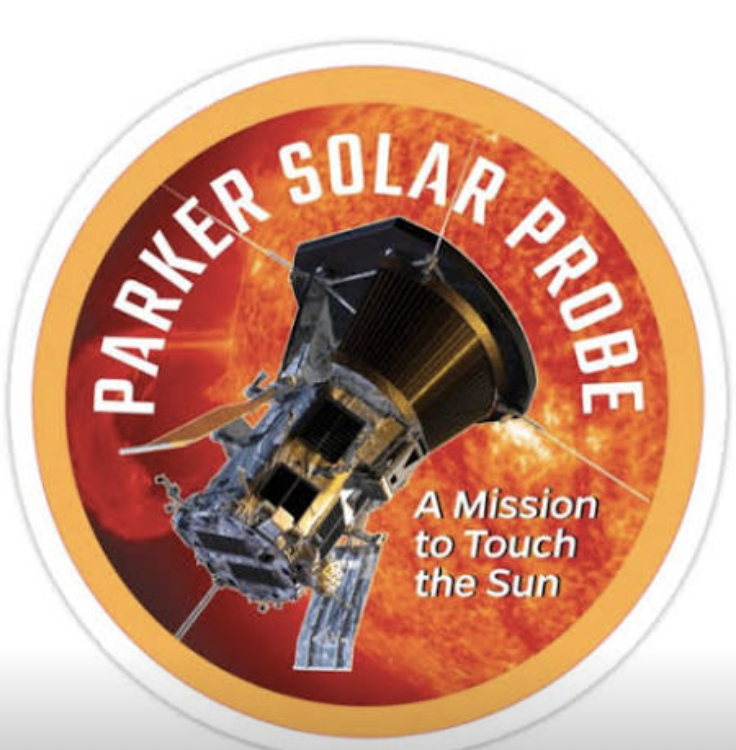 PARKER SOLAR PROBE
A Mission
to Touch
the Sun